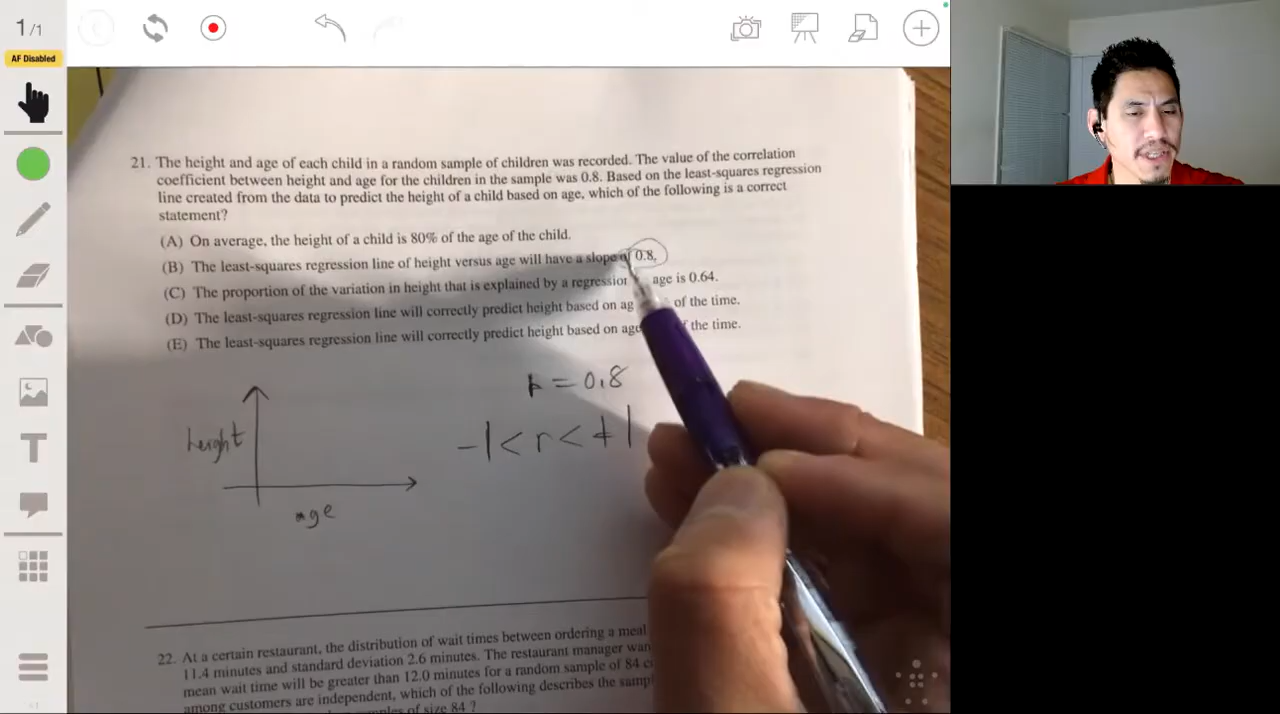 1/1
AF Disabled
21. The height and age of each child in a random sample of children was recorded. The value of the correlation
coefficient between height and age for the children in the sample was 0.8. Based on the least-squares regression
line created from the data to predict the height of a child based on age, which of the following is a correct
statement?
(A) On average, the height of a child is 80% of the age of the child.
(B) The least-squares regression line of height versus age will have a slope of 0.8.
(C) The proportion of the variation in height that is explained by a regression age is 0.64.
(D) The least-squares regression line will correctly predict height based on of the time.
(E) The least-squares regression line will correctly predict height based on age of the time.
r = 0.8
height
-1 < r < +1
age
22. At a certain restaurant, the distribution of wait times between ordering a meal
11.4 minutes and standard deviation 2.6 minutes. The restaurant manager
mean wait time will be greater than 12.0 minutes for a random sample of 84
among customers are independent, which of the following describes the
of size 84 ?
T